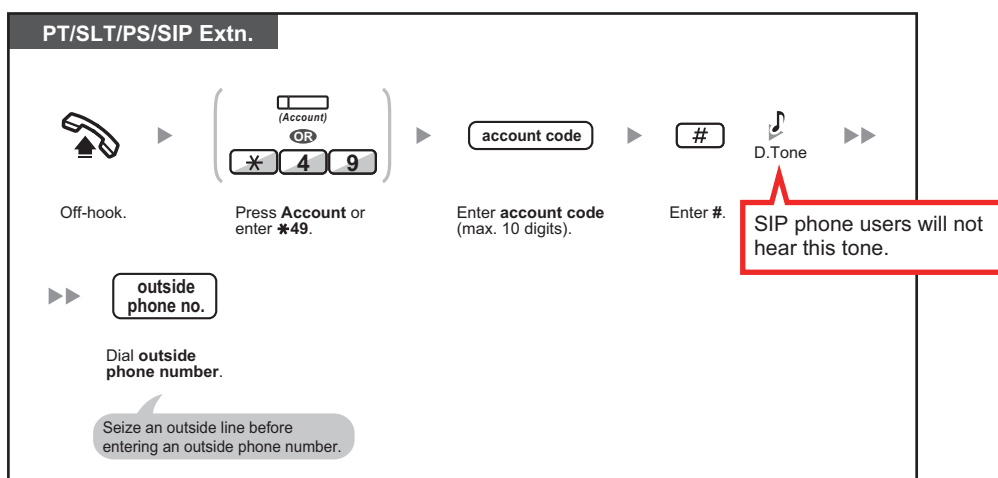 PT/SLT/PS/SIP Extn.
(Account)
OR
* 4 9
account code
#
D.Tone
Off-hook.
Press Account or
enter *49.
Enter account code
(max. 10 digits).
Enter #.
SIP phone users will not
hear this tone.
outside
phone no.
Dial outside
phone number.
Seize an outside line before
entering an outside phone number.